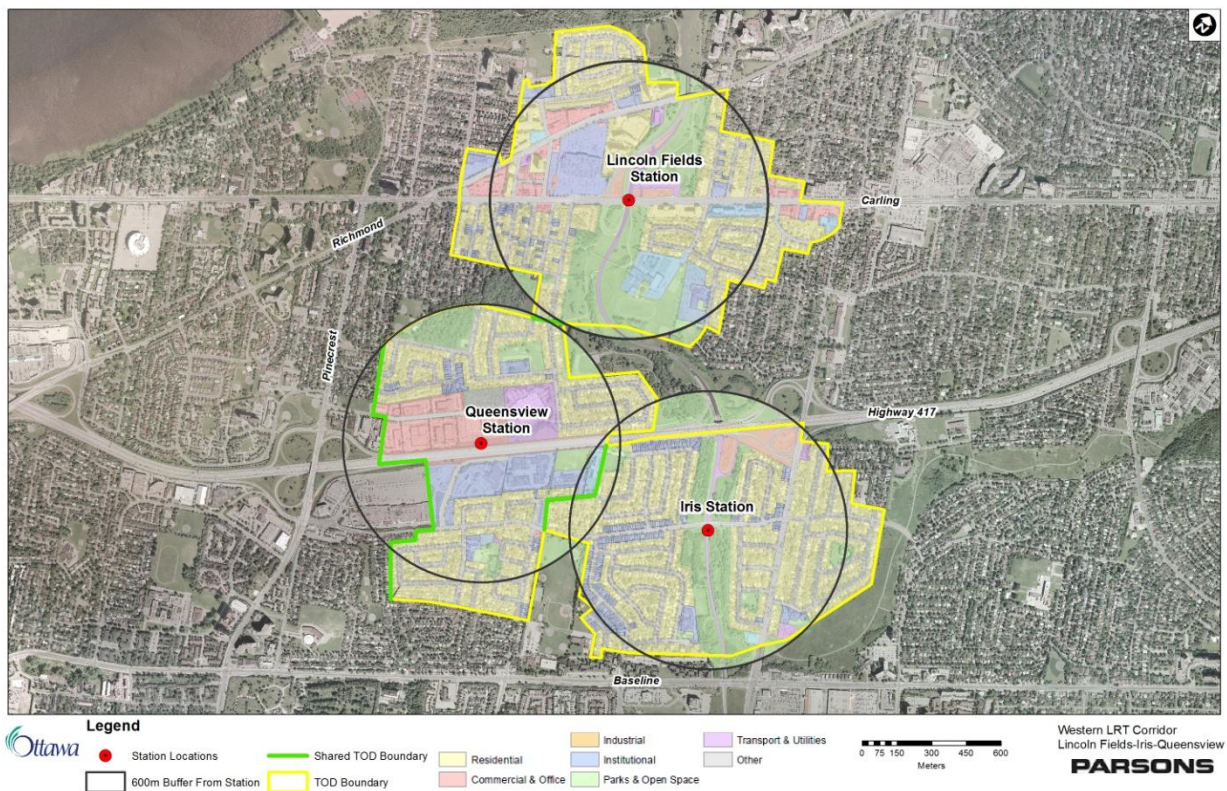 Lincoln Fields
Station
Carling
Richmond
Pinecrest
Queensview
Station
Highway 417
Iris Station
Baseline
Ottawa
Legend
Station Locations
600m Buffer From Station
Shared TOD Boundary
TOD Boundary
Residential
Commercial & Office
Industrial
Institutional
Parks & Open Space
Transport & Utilities
Other
0 75 150 300 450 600
Meters
Western LRT Corridor
Lincoln Fields-Iris-Queensview
PARSONS